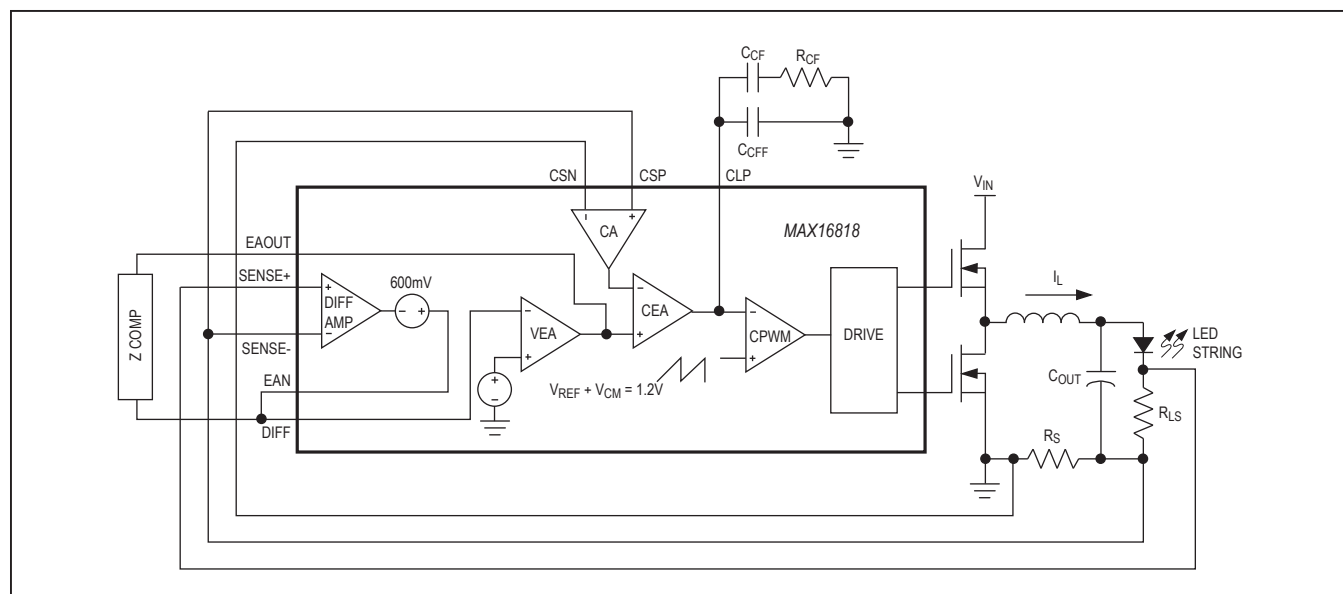 CCF
RCF
CCFF
CSN
CSP
CLP
VIN
MAX16818
CA
EAOUT
SENSE+
600mV
IL
Z COMP
DIFF
AMP
VEA
CEA
CPWM
DRIVE
LED
STRING
SENSE-
COUT
EAN
VREF + VCM = 1.2V
RLS
DIFF
RS